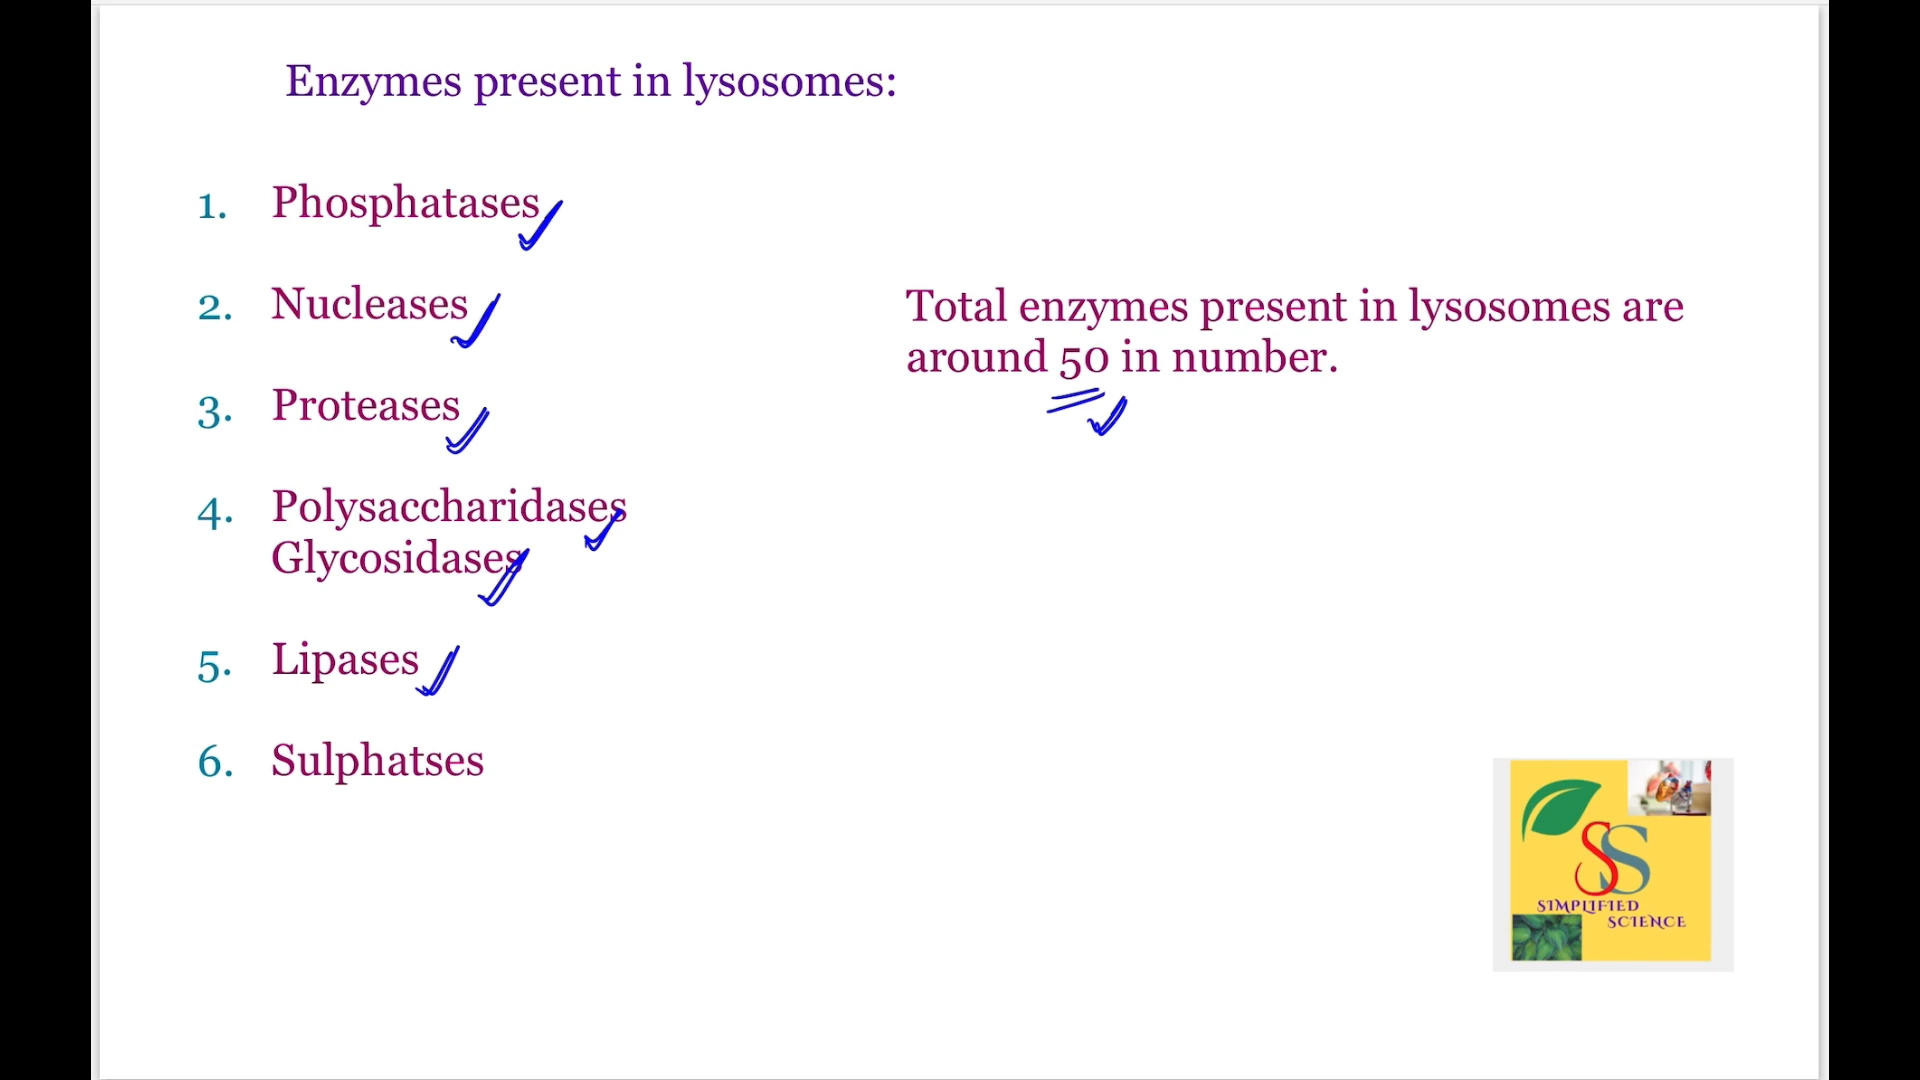 Enzymes present in lysosomes:
1. Phosphatases
2. Nucleases
3. Proteases
4. Polysaccharidases
Glycosidases
5. Lipases
6. Sulphatses
Total enzymes present in lysosomes are
around 50 in number.
SS
SIMPLIFIED
SCIENCE